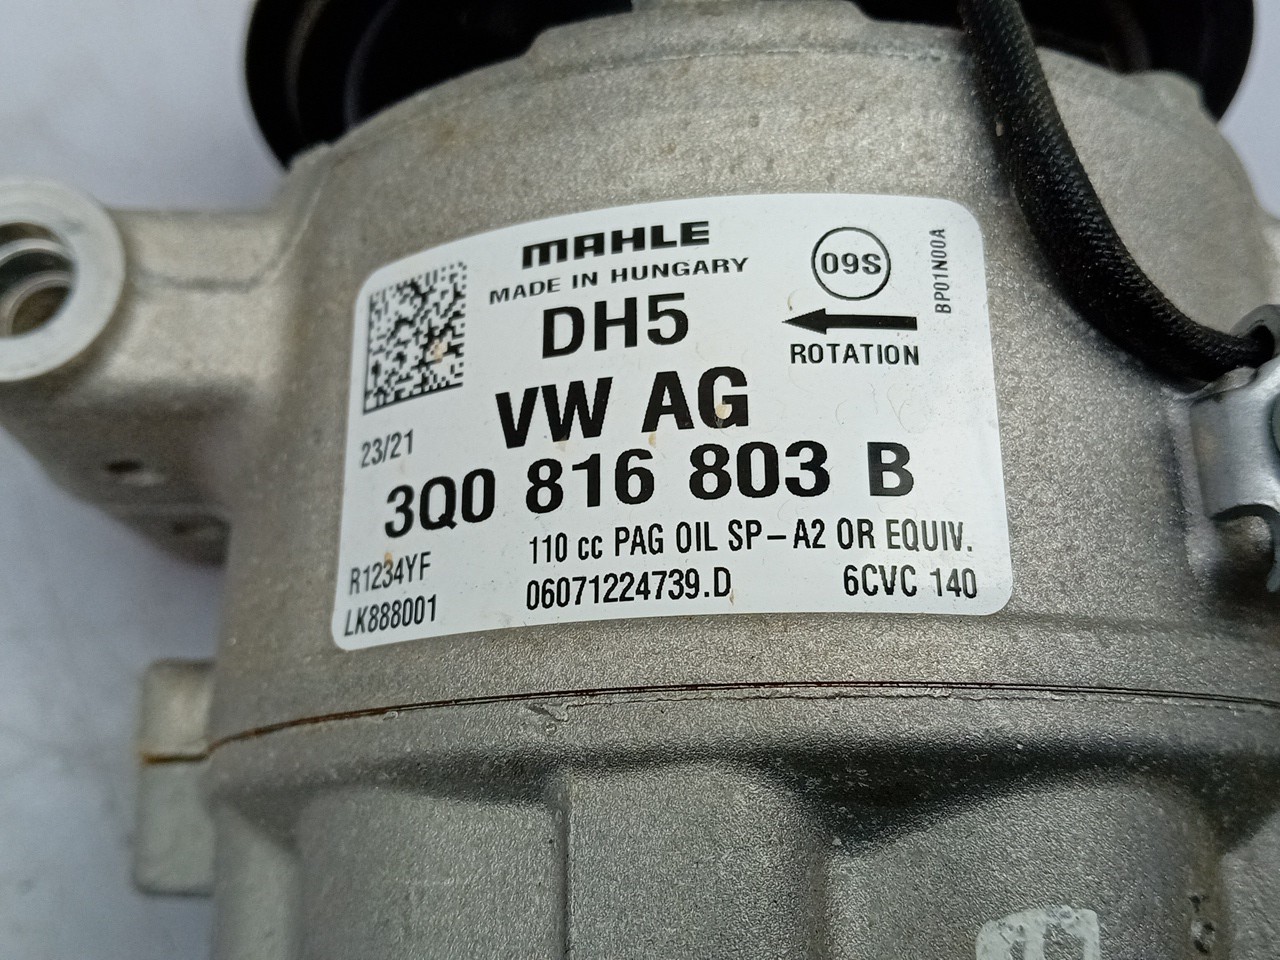 MAHLE
MADE IN HUNGARY
DH5
VW AG
3Q0 816 803 B
09S
ROTATION
BP01N00A
23/21
110 cc PAG OIL SP-A2 OR EQUIV.
R1234YF
06071224739.D
6CVC 140
LK888001